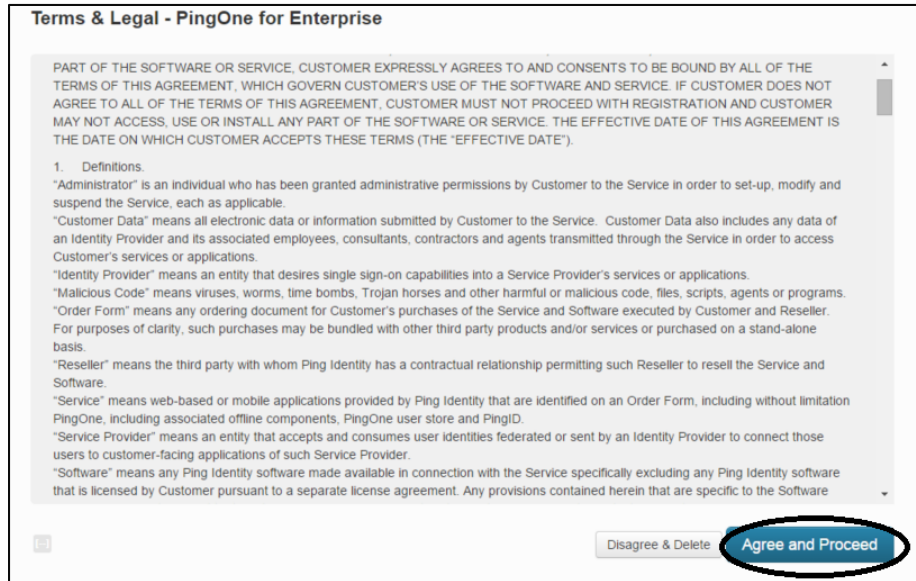 Terms & Legal - PingOne for Enterprise
PART OF THE SOFTWARE OR SERVICE, CUSTOMER EXPRESSLY AGREES TO AND CONSENTS TO BE BOUND BY ALL OF THE
TERMS OF THIS AGREEMENT, WHICH GOVERN CUSTOMER'S USE OF THE SOFTWARE AND SERVICE. IF CUSTOMER DOES NOT
AGREE TO ALL OF THE TERMS OF THIS AGREEMENT, CUSTOMER MUST NOT PROCEED WITH REGISTRATION AND CUSTOMER
MAY NOT ACCESS, USE OR INSTALL ANY PART OF THE SOFTWARE OR SERVICE. THE EFFECTIVE DATE OF THIS AGREEMENT IS
THE DATE ON WHICH CUSTOMER ACCEPTS THESE TERMS (THE “EFFECTIVE DATE”).
1. Definitions.
“Administrator” is an individual who has been granted administrative permissions by Customer to the Service in order to set-up, modify and
suspend the Service, each as applicable.
“Customer Data” means all electronic data or information submitted by Customer to the Service. Customer Data also includes any data of
an Identity Provider and its associated employees, consultants, contractors and agents transmitted through the Service in order to access
Customer's services or applications.
“Identity Provider” means an entity that desires single sign-on capabilities into a Service Provider's services or applications.
“Malicious Code” means viruses, worms, time bombs, Trojan horses and other harmful or malicious code, files, scripts, agents or programs.
“Order Form” means any ordering document for Customer's purchases of the Service and Software executed by Customer and Reseller.
For purposes of clarity, such purchases may be bundled with other third party products and/or services or purchased on a stand-alone
basis.
“Reseller” means the third party with whom Ping Identity has a contractual relationship permitting such Reseller to resell the Service and
Software.
“Service” means web-based or mobile applications provided by Ping Identity that are identified on an Order Form, including without limitation
PingOne, including associated offline components, PingOne user store and PingID.
“Service Provider” means an entity that accepts and consumes user identities federated or sent by an Identity Provider to connect those
users to customer-facing applications of such Service Provider.
“Software” means any Ping Identity software made available in connection with the Service specifically excluding any Ping Identity software
that is licensed by Customer pursuant to a separate license agreement. Any provisions contained herein that are specific to the Software
Disagree & Delete
Agree and Proceed